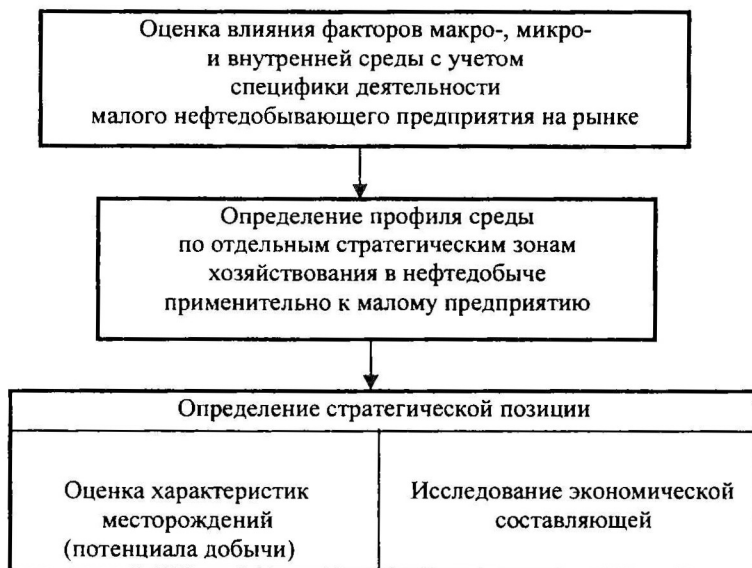 Оценка влияния факторов макро-, микро-
и внутренней среды с учетом
специфики деятельности
малого нефтедобывающего предприятия на рынке
Определение профиля среды
по отдельным стратегическим зонам
хозяйствования в нефтедобыче
применительно к малому предприятию
Определение стратегической позиции
Оценка характеристик
месторождений
(потенциала добычи)
Исследование экономической
составляющей